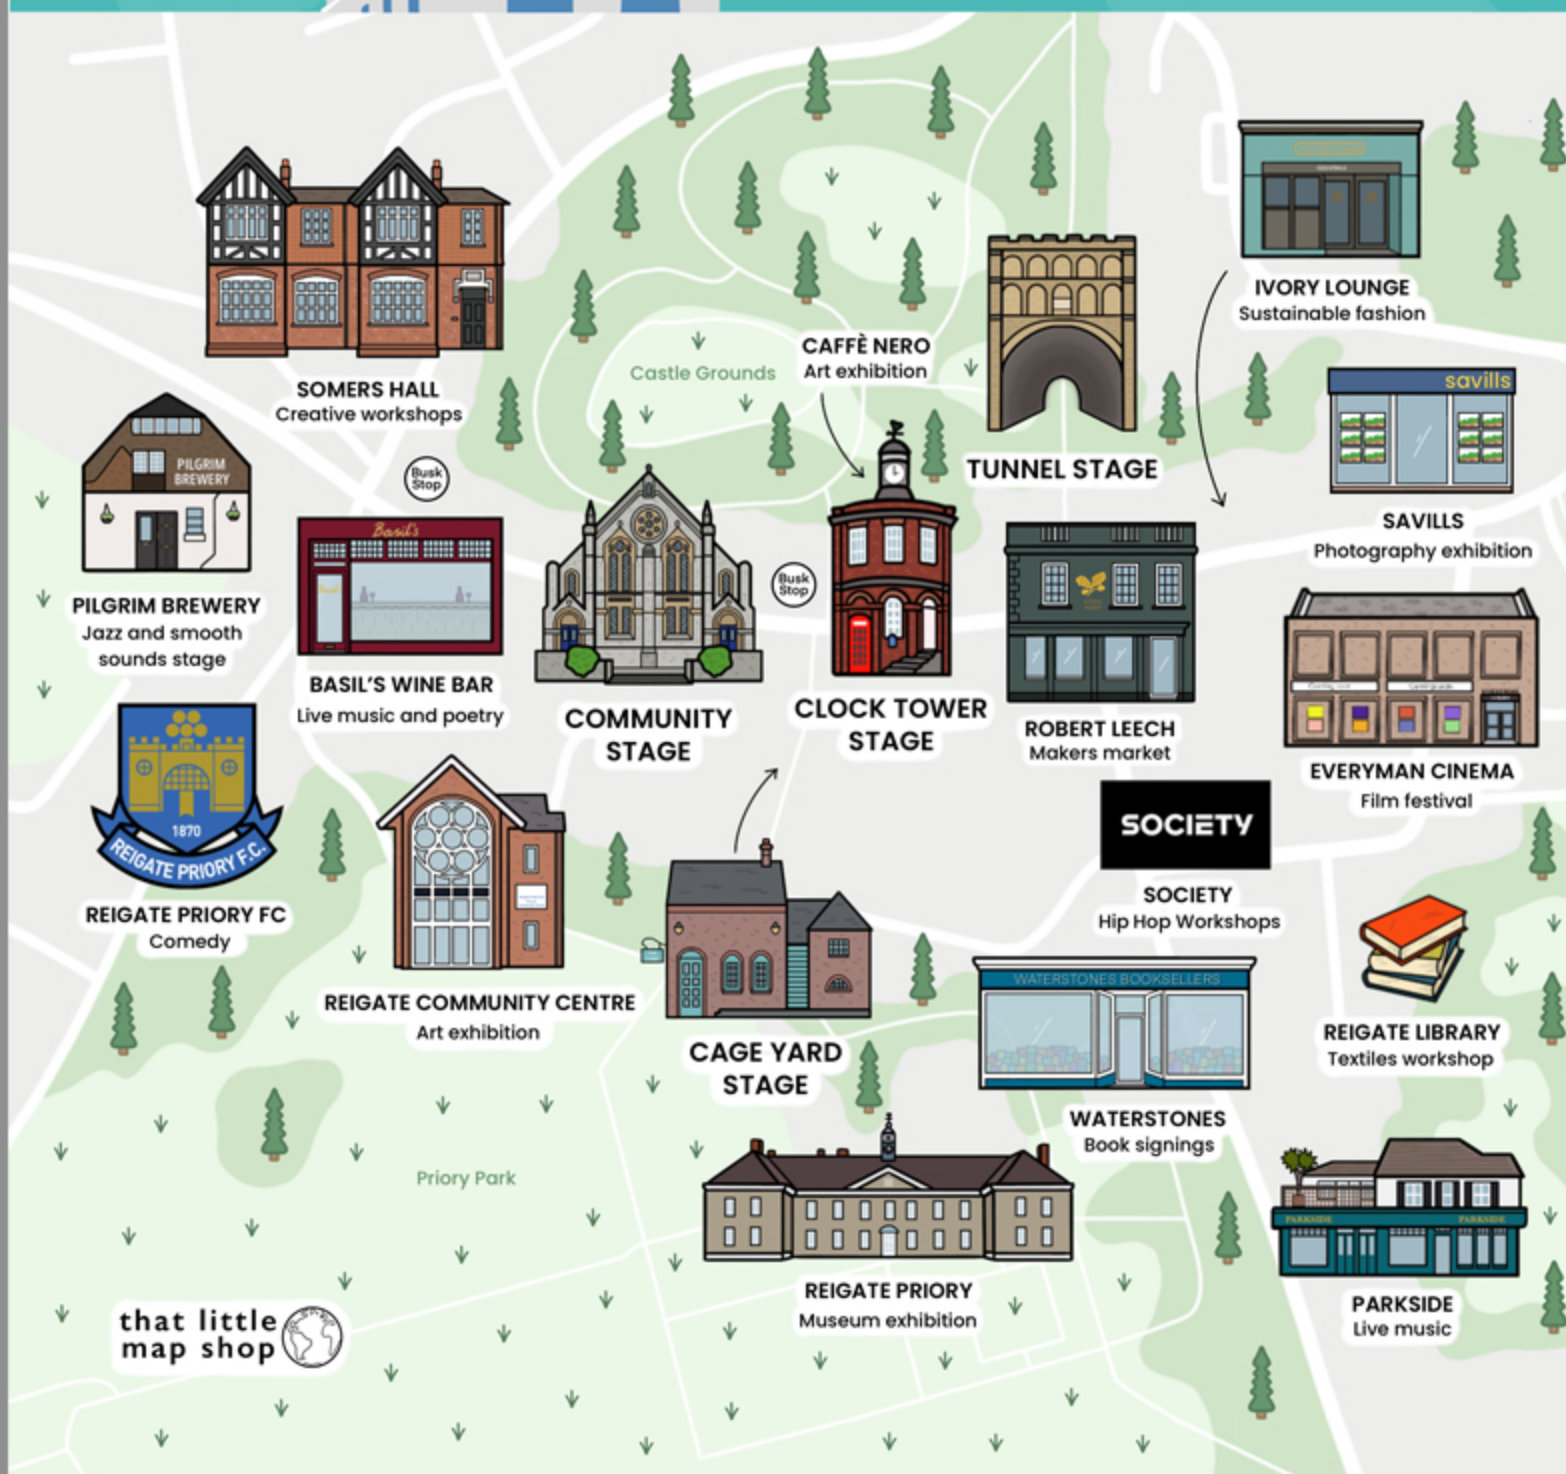 IVORY LOUNGE
Sustainable fashion
CAFFÈ NERO
Art exhibition
Castle Grounds
SOMERS HALL
Creative workshops
savills
PILGRIM
BREWERY
Busk
Stop
TUNNEL STAGE
SAVILLS
Photography exhibition
Basil's
Busk
Stop
PILGRIM BREWERY
Jazz and smooth
sounds stage
BASIL'S WINE BAR
Live music and poetry
COMMUNITY
STAGE
CLOCK TOWER
STAGE
ROBERT LEECH
Makers market
EVERYMAN CINEMA
Film festival
1870
REIGATE PRIORY F.C.
SOCIETY
SOCIETY
Hip Hop Workshops
REIGATE PRIORY FC
Comedy
WATERSTONES BOOKSELLERS
REIGATE COMMUNITY CENTRE
Art exhibition
REIGATE LIBRARY
Textiles workshop
CAGE YARD
STAGE
WATERSTONES
Book signings
Priory Park
PARKSIDE
PARKSIDE
REIGATE PRIORY
Museum exhibition
PARKSIDE
Live music
that little
map shop